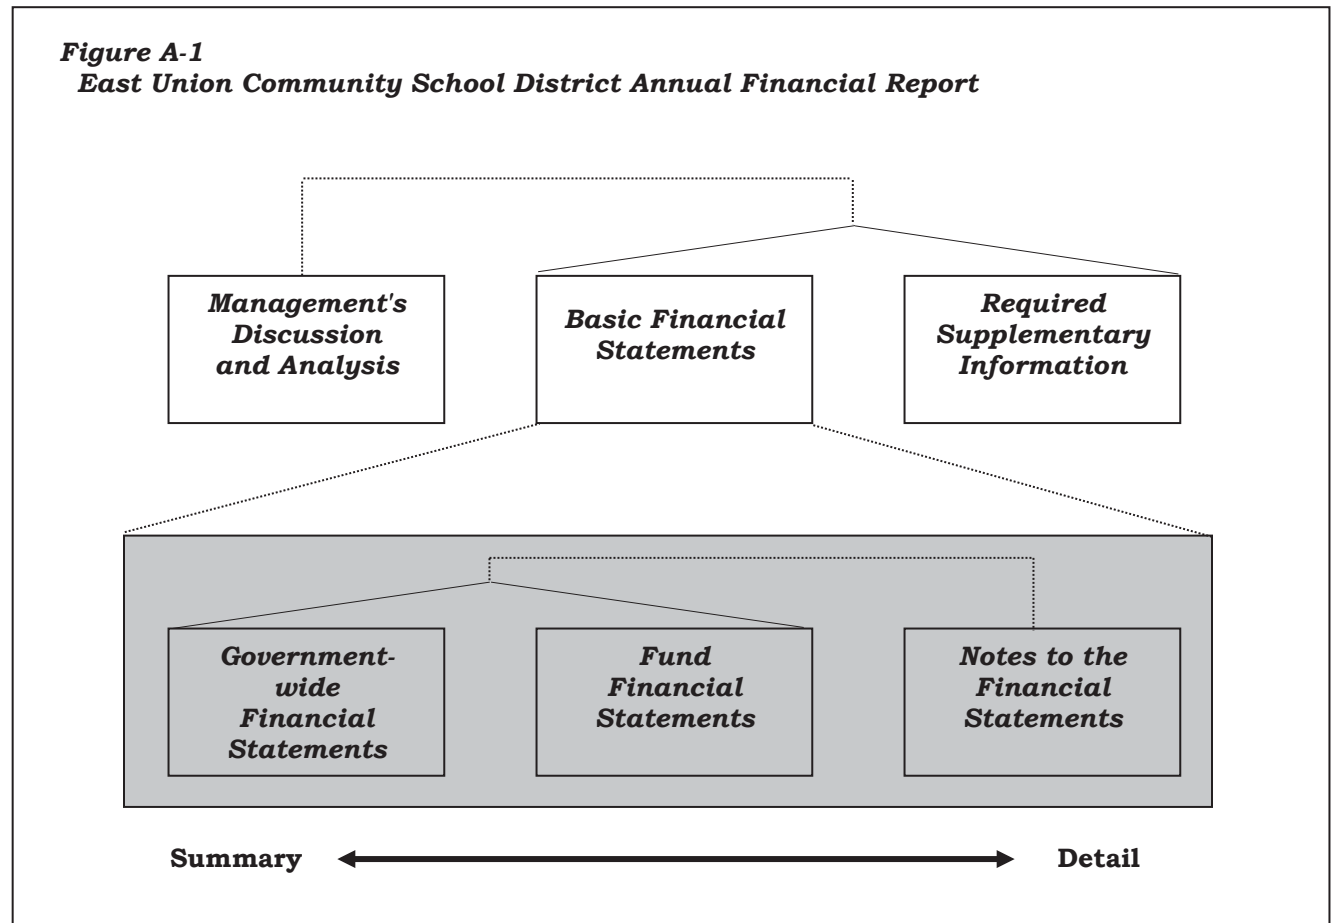 Figure A-1
East Union Community School District Annual Financial Report
Management's
Discussion
and Analysis
Basic Financial
Statements
Required
Supplementary
Information
Government-
wide
Financial
Statements
Fund
Financial
Statements
Notes to the
Financial
Statements
Summary
Detail